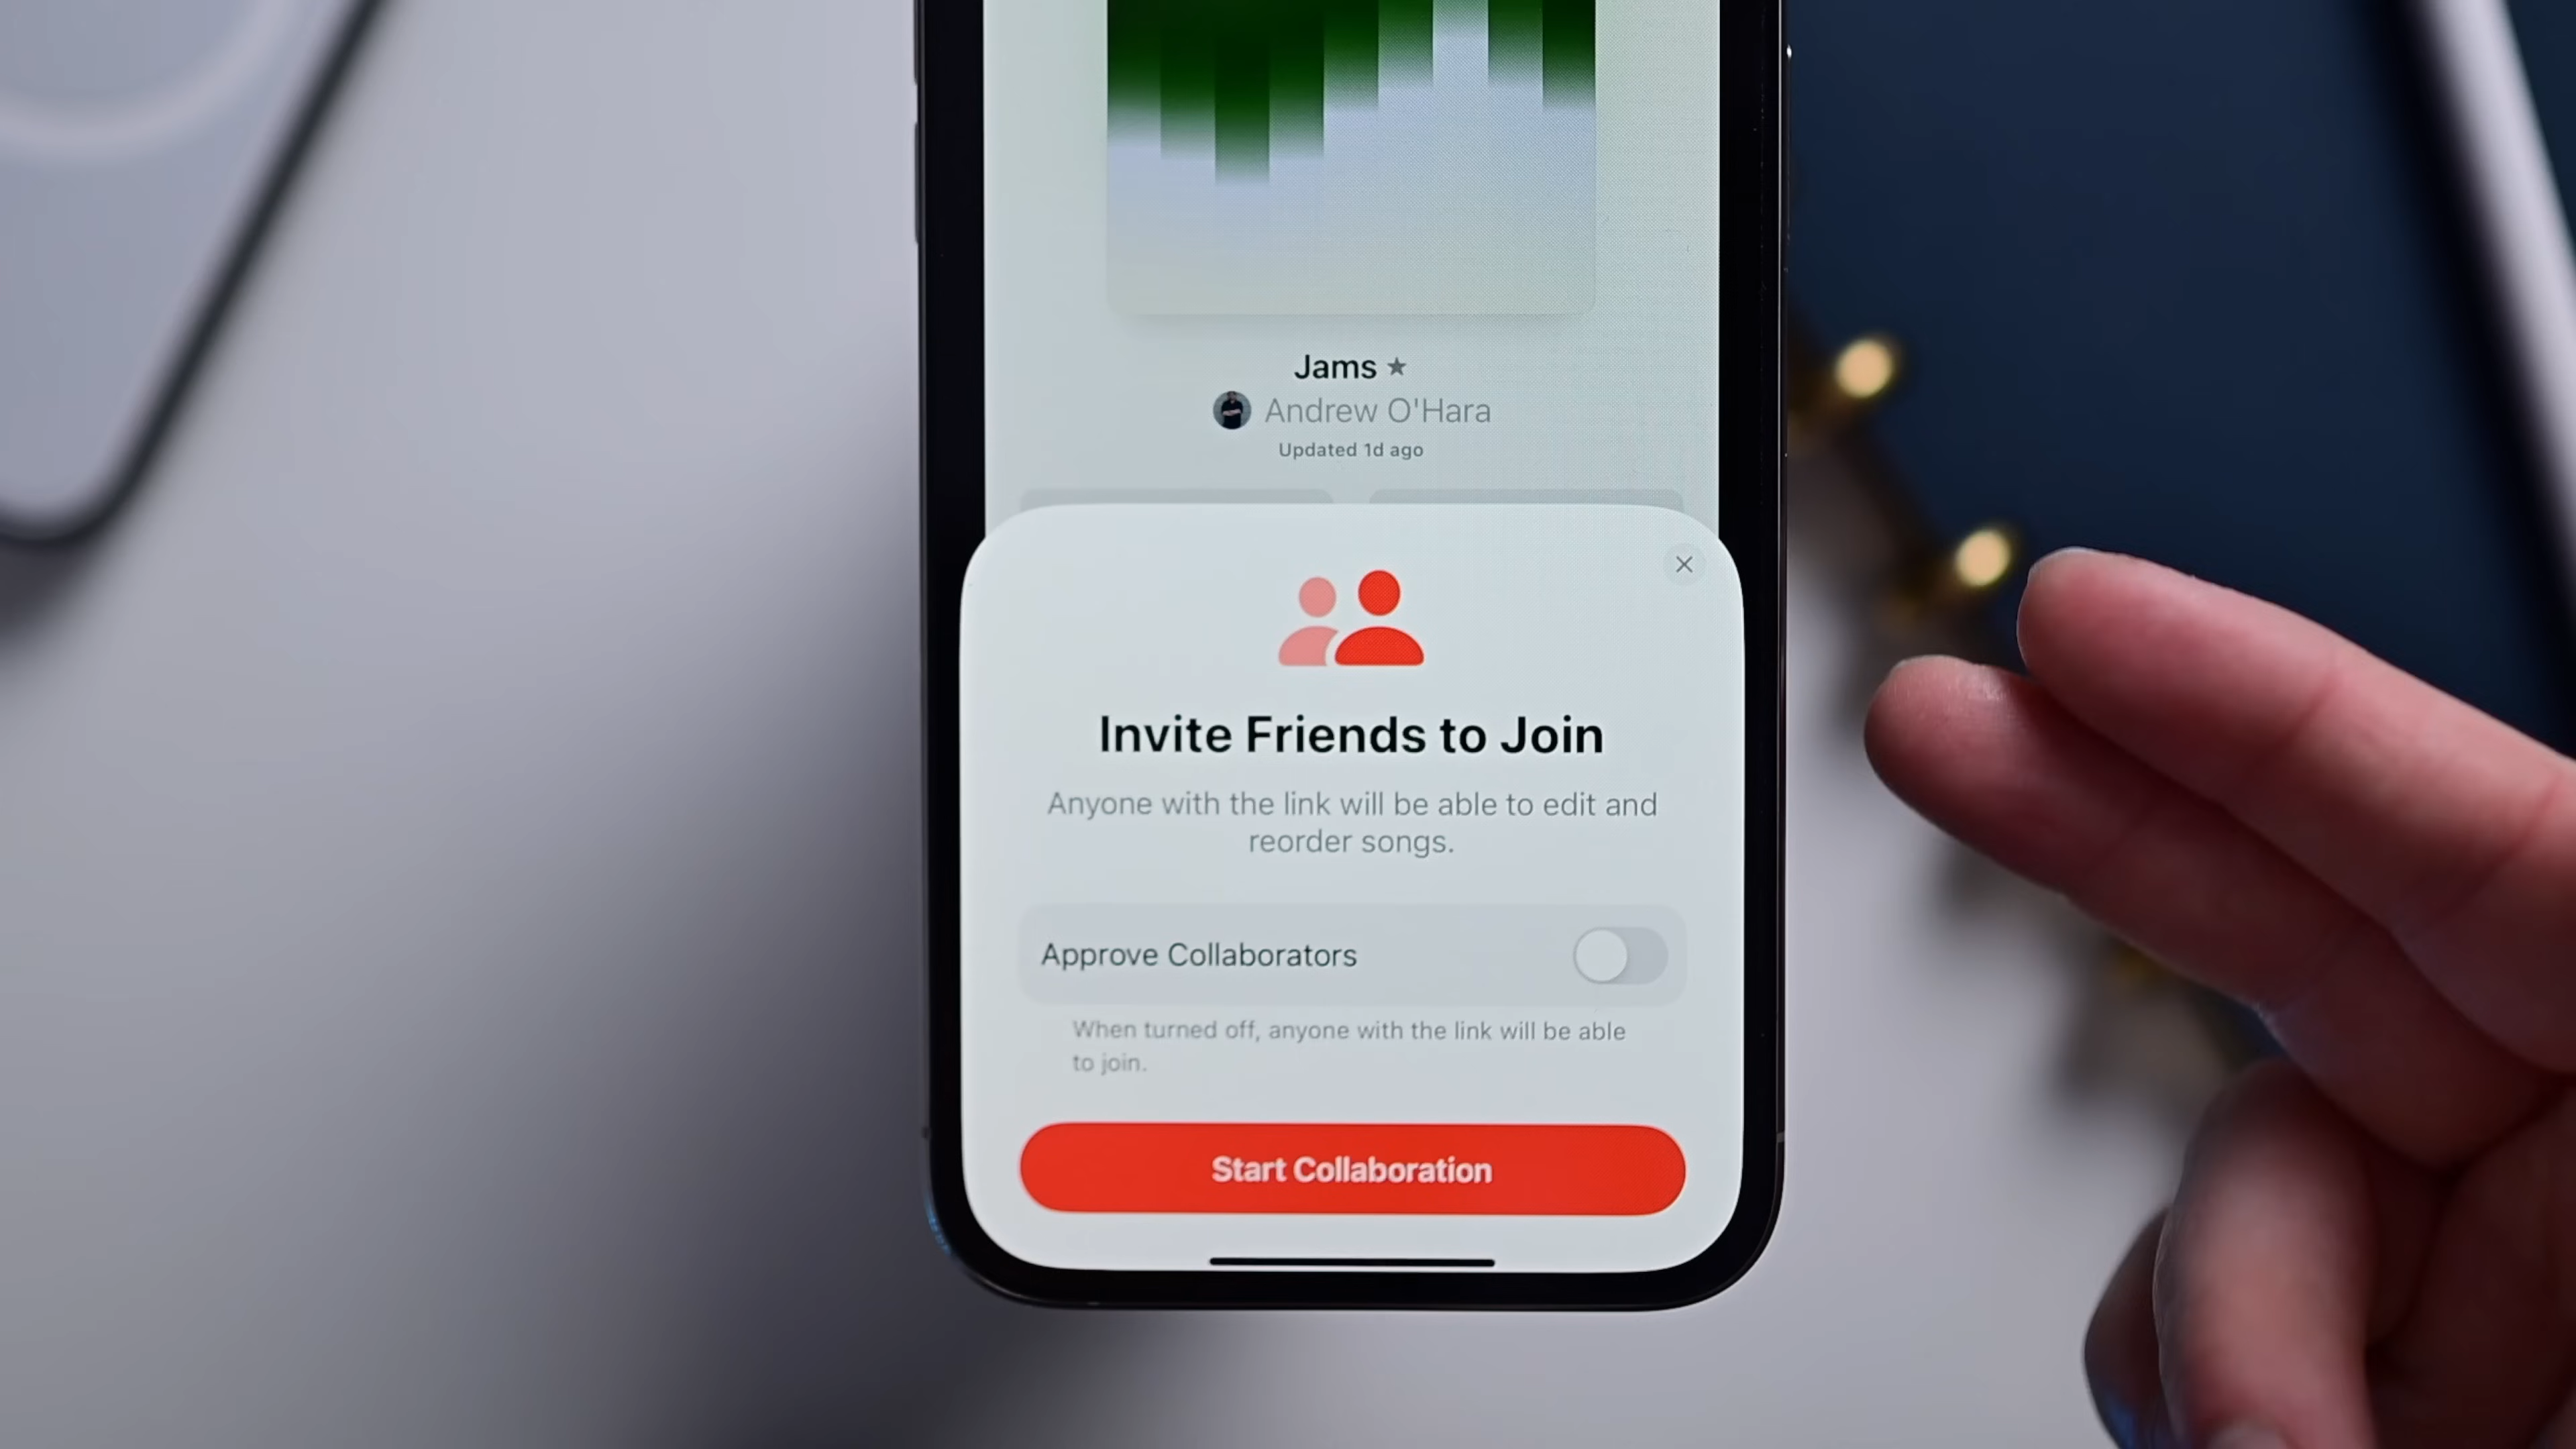 Jams ★
Andrew O'Hara
Updated 1d ago
Invite Friends to Join
Anyone with the link will be able to edit and
reorder songs.
Approve Collaborators
When turned off, anyone with the link will be able
to join.
Start Collaboration